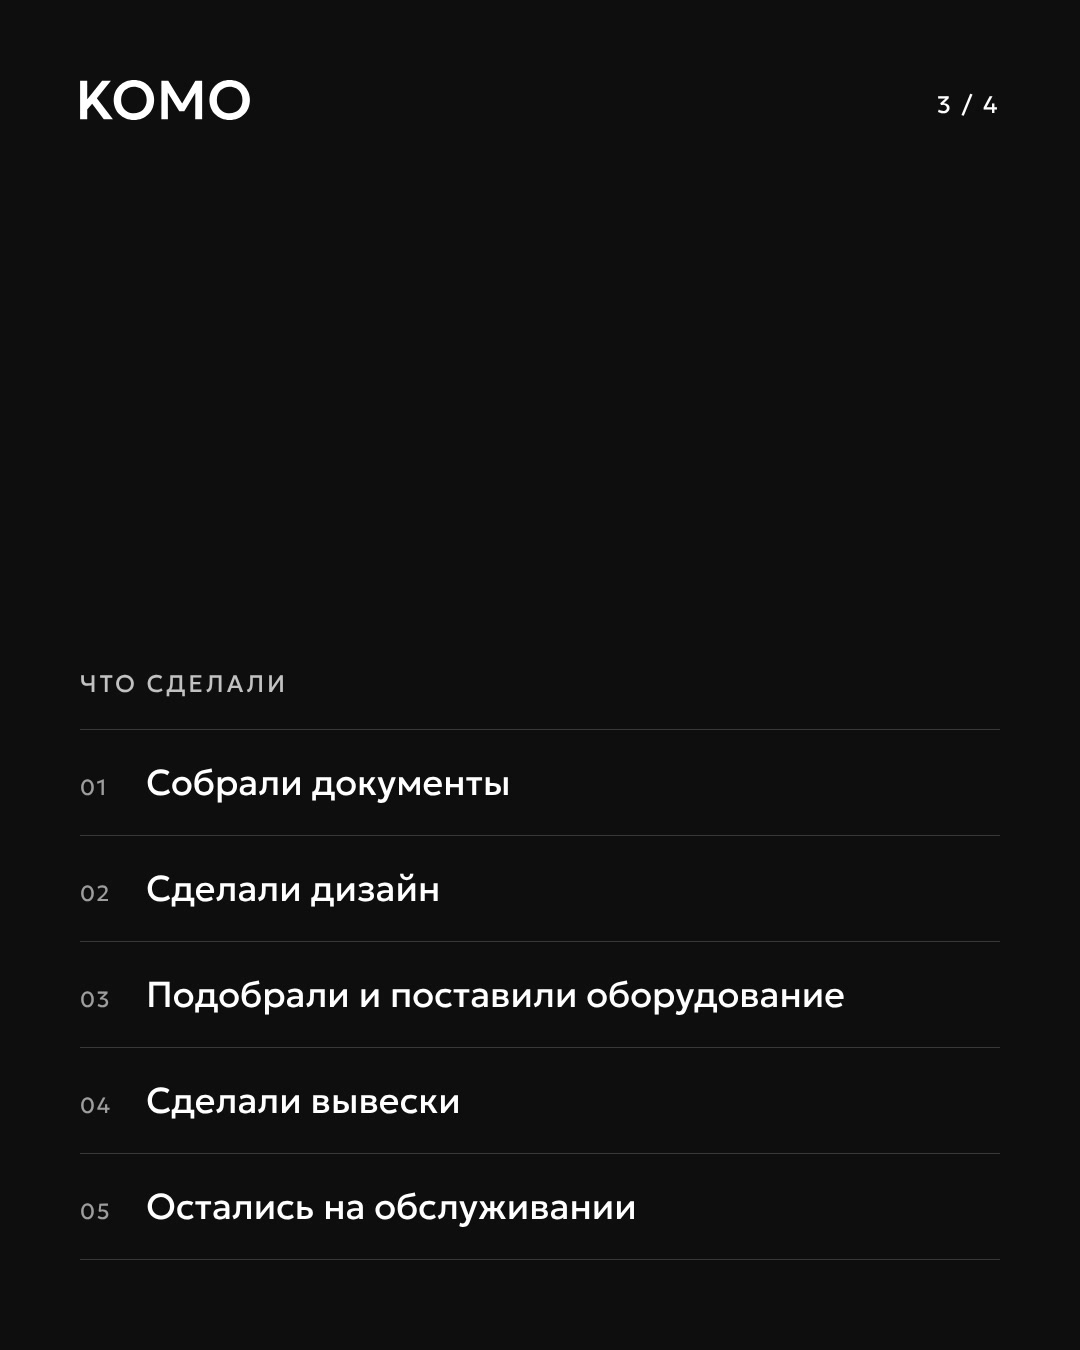 КОМО
3 / 4
ЧТО СДЕЛАЛИ
01 Собрали документы
02 Сделали дизайн
03 Подобрали и поставили оборудование
04 Сделали вывески
05 Остались на обслуживании